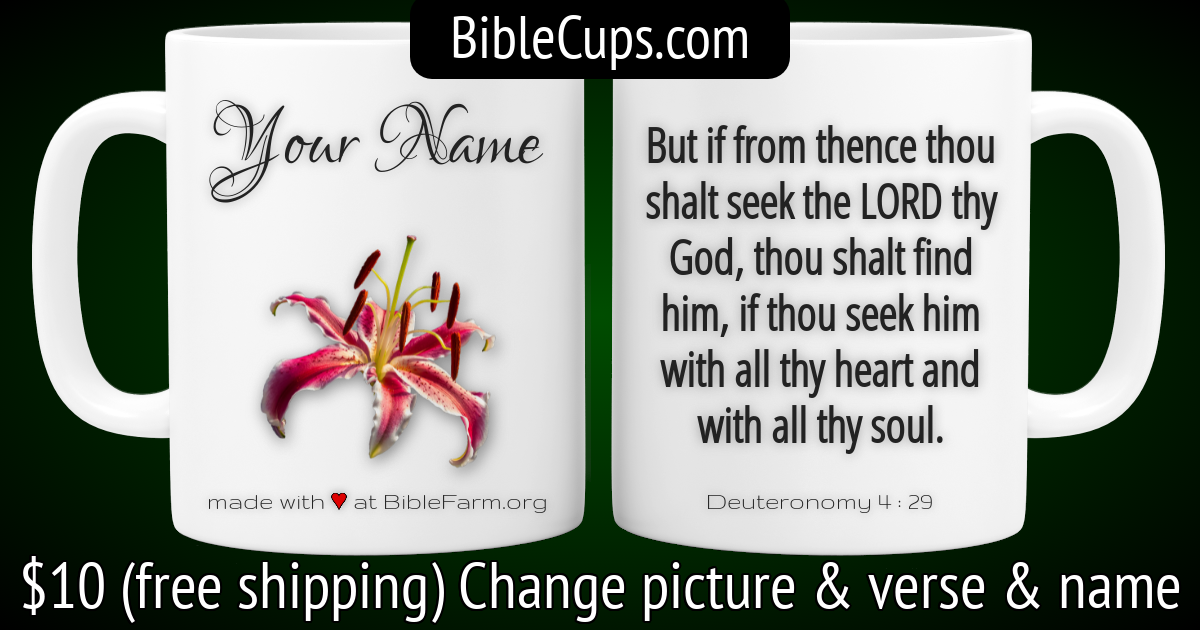 BibleCups.com
Your Name
made with ♥ at BibleFarm.org
But if from thence thou
shalt seek the LORD thy
God, thou shalt find
him, if thou seek him
with all thy heart and
with all thy soul.
Deuteronomy 4 : 29
$10 (free shipping) Change picture & verse & name